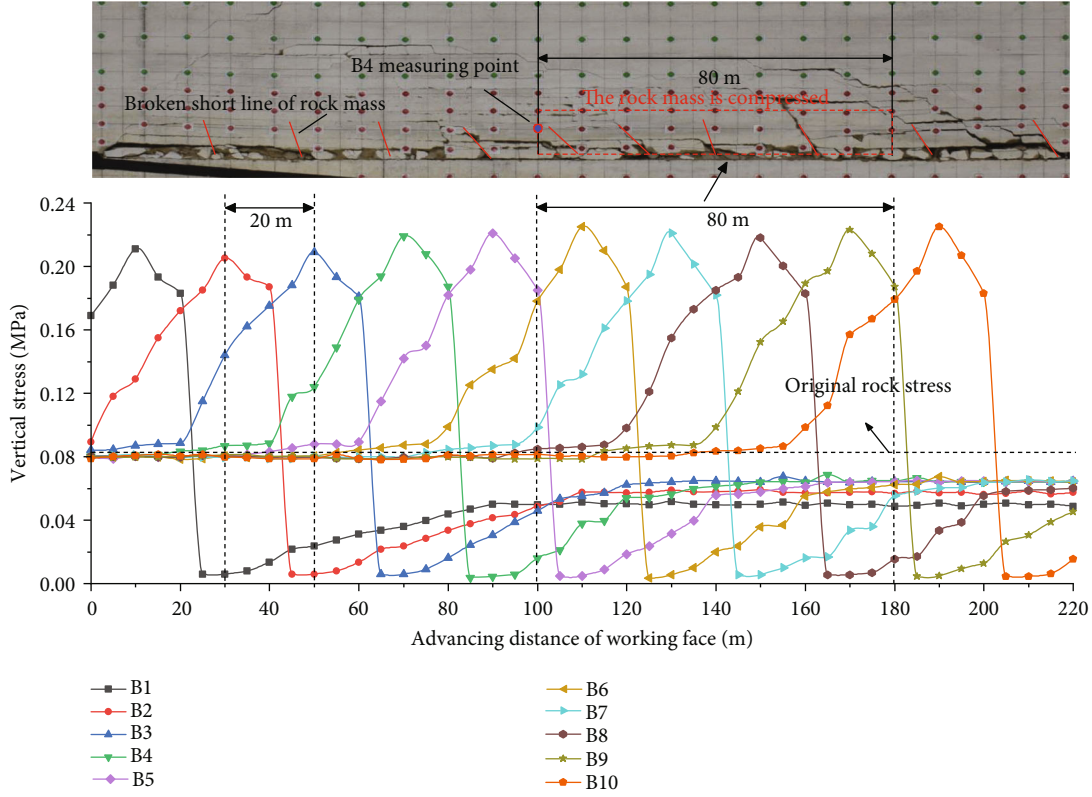 B4 measuring point
80 m
Broken short line of rock mass
The rock mass is compressed
0.24
0.20
0.16
0.12
0.08
0.04
0.00
Vertical stress (MPa)
20 m
80 m
Original rock stress
0 20 40 60 80 100 120 140 160 180 200 220
Advancing distance of working face (m)
B1
B2
B3
B4
B5
B6
B7
B8
B9
B10